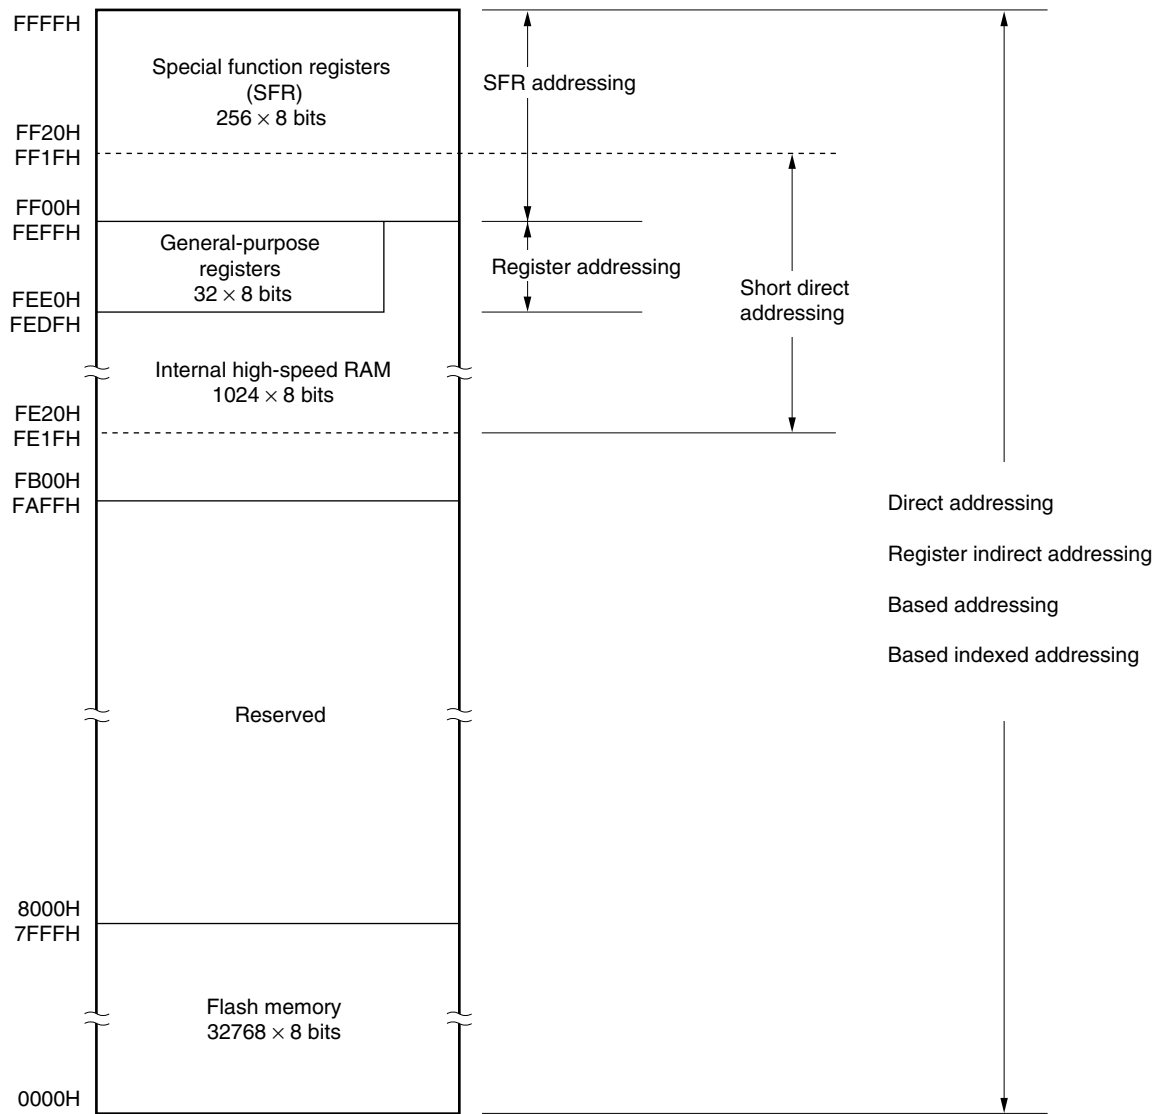 FFFFH
Special function registers
(SFR)
256 × 8 bits
SFR addressing
FF20H
FF1FH
FF00H
FEFFH
General-purpose
registers
32 × 8 bits
Register addressing
Short direct
addressing
FEE0H
FEDFH
Internal high-speed RAM
1024 × 8 bits
FE20H
FE1FH
FB00H
FAFFH
Direct addressing
Register indirect addressing
Based addressing
Based indexed addressing
Reserved
8000H
7FFFH
Flash memory
32768 × 8 bits
0000H